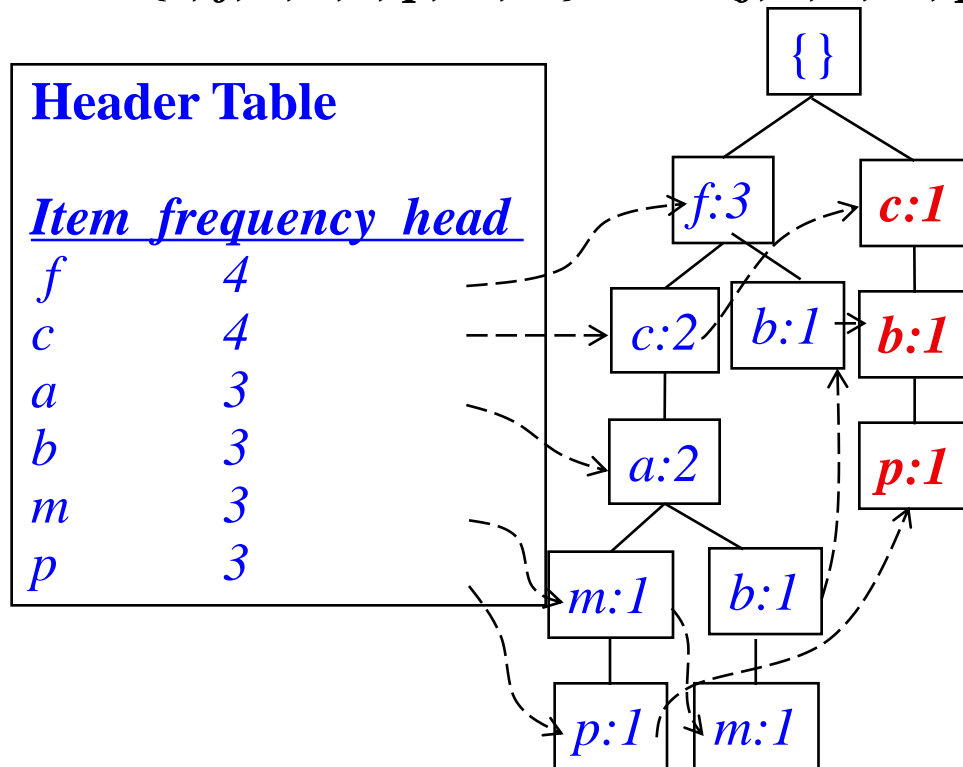 {}
Header Table
f:3
c:1
Item frequency head
f 4
c 4
c:2
b:1
b:1
a 3
b 3
a:2
p:1
m 3
p 3
m:1
b:1
p:1
m:1